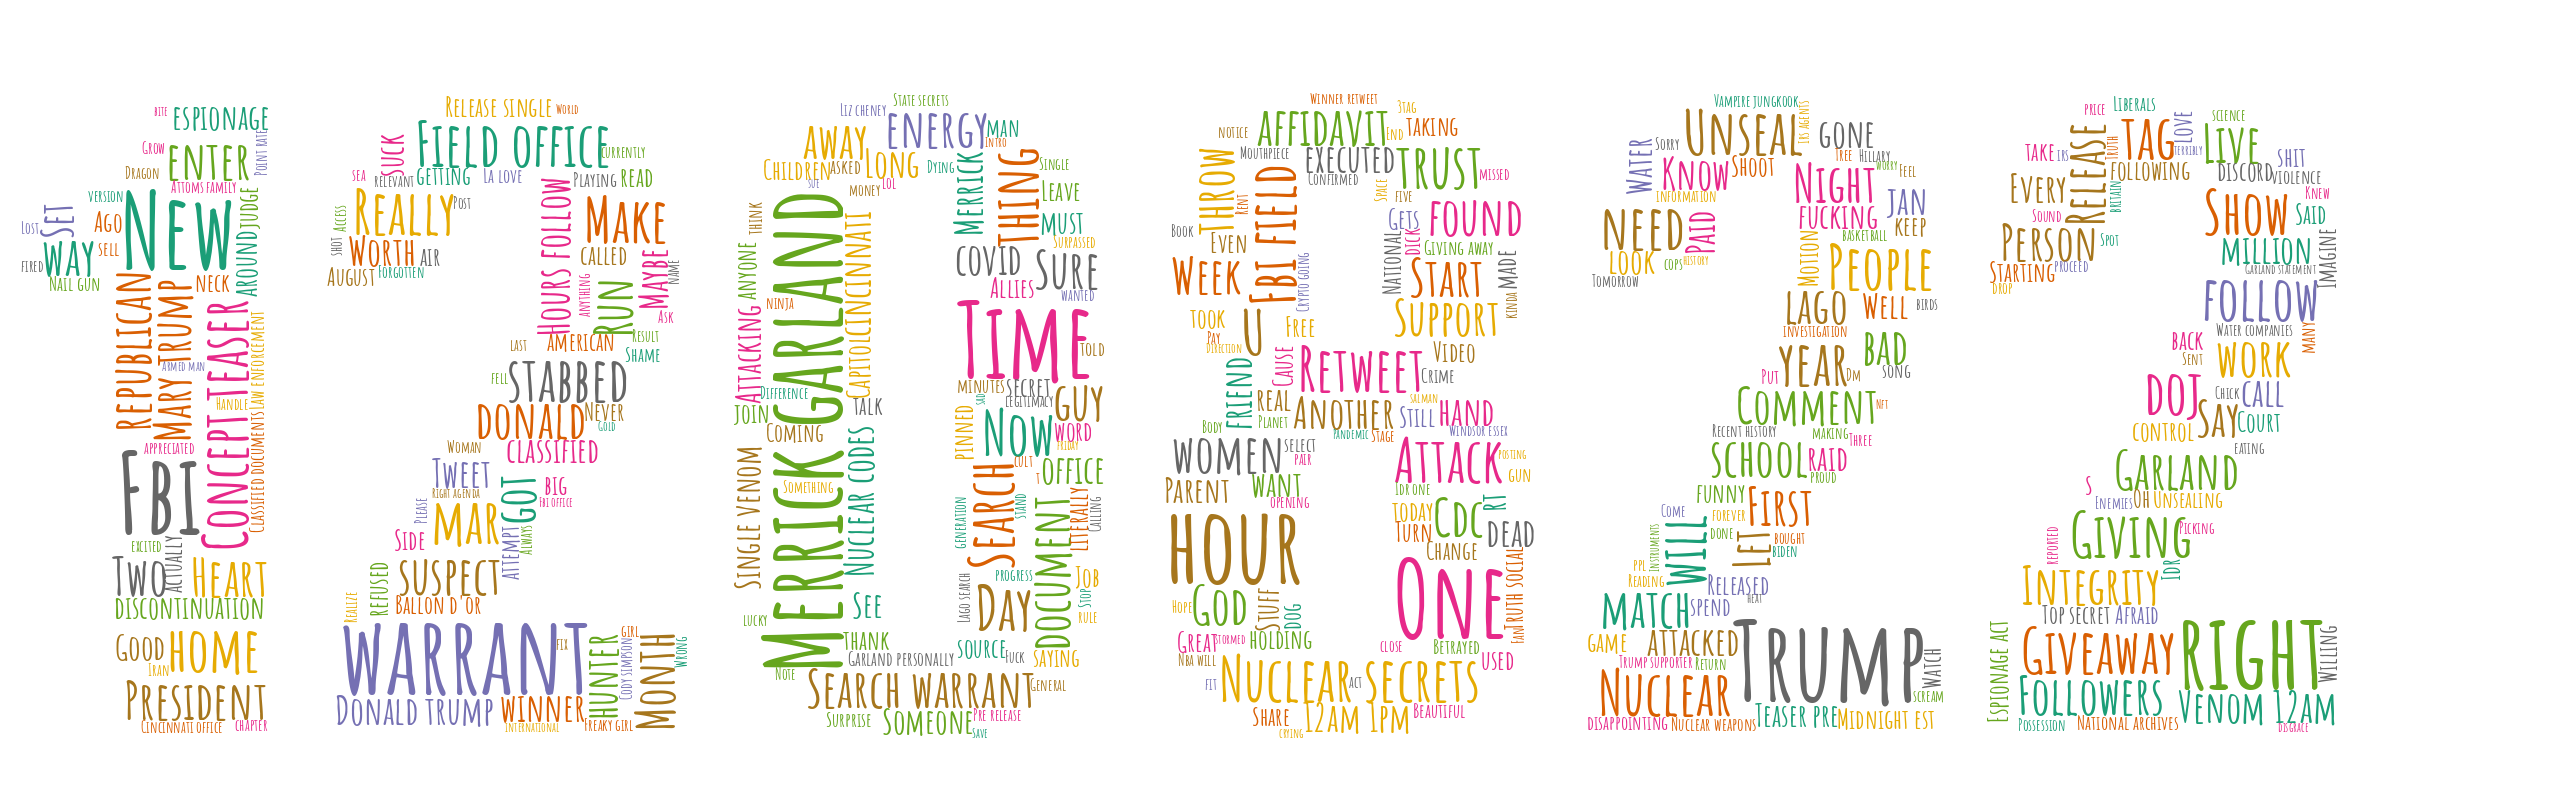 bite
espionage
Grow
enter
Point rate
Dragon
Attoms family
version
New
judge
Lost
Set
Ago
way
sell
fired
Nail gun
neck
around
republican
Mary Trump
Concept teaser
law enforcement
armed man
Handle
appreciated
Fbi
Classified documents
excited
Two
actually
Heart
discontinuation
Good
home
Iran
President
Cincinnati office
chapter
Release single
world
suck
Field office
currently
sea
relevant
getting
La love
Playing
read
access
Really
Post
hours follow
Make
shot
Worth
air
called
Maybe
name
August
Forgotten
anything
run
Ask
last
American
Result
Shame
fell
stabbed
Donald
never
Gold
Woman
classified
Tweet
Right agenda
got
big
Fbi office
Please
Mar
Side
attempt
always
refused
suspect
Realize
Ballon d'or
warrant
fix
hunter
girl
Cody Simpson
month
wrong
Donald Trump
winner
international
Freaky girl
State secrets
Liz Cheney
away
energy
man
intro
Children
asked
long
Dying
Merick
thing
Single
sue
money
Lol
Leave
think
must
surpassed
Attacking
anyone
Merrick Garland
Capitolcincinnati
covid
Sure
ninja
Allies
wanted
Time
told
Difference
minutes
secret
legitimacy
sad
guy
join
talk
Coming
pinned
Now
word
Friday
Single venom
Something
Nuclear codes
search
cult
t
office
generation
stand
document
literally
calling
progress
Job
Stop
rule
lucky
See
Lago search
Day
thank
Garland personally
source
Fuck
saying
Note
Search warrant
General
Surprise
Someone
Pre release
Save
Winner retweet
3tag
notice
affidavit
End
taking
Mouthpiece
executed
trust
missed
Confirmed
throw
rent
Fbi field
Space
five
Gets
found
Book
Even
national
dick
Giving away
Week
Crypto going
Start
made
kinda
took
U
Free
Support
Pay
direction
Cause
Retweet
Video
Crime
friend
real
Another
salman
Still
hand
Body
Planet
pandemic
Stage
Windsor Essex
women
select
pair
Attack
posting
gun
Parent
want
opening
Idr one
today
Cdc
RT
dead
hour
Turn
Change
One
Truth social
Fan
Hope
God
Stuff
dog
Great
stormed
holding
close
Betrayed
used
Nba will
fit
Nuclear
act
secrets
Share
12am 1pm
Beautiful
crying
Vampire jungkook
Unseal
irs agents
gone
water
Sorry
Know
Shoot
Tree
Hillary
worry
feel
information
Night
Jan
need
paid
fucking
keep
basketball
look
cops
history
Motion
People
Tomorrow
Lago
Well
birds
investigation
year
bad
Dm
song
Put
Comment
Nft
Recent history
making
Three
school
raid
proud
funny
First
forever
Come
instruments
will
done
Let
bought
Biden
ppl
Reading
Released
heat
match
spend
game
attacked
Trump
watch
Trump supporter
Return
Nuclear
scream
disappointing
nuclear weapons
Teaser pre
Midnight est
price
Liberals
science
take
irs
release
Truth
tag
love
terribly
Live
following
Discord
shit
violence
Every
Britain
Knew
Sound
Show
Said
Person
Spot
million
imagine
Starting
proceed
Garland statement
drop
follow
Water companies
back
many
Sent
work
DOJ
Chick
call
control
Say
Court
eating
Garland
S
Enemies
Oh
Unsealing
reported
Giving
Picking
Idr
Integrity
Top secret
Afraid
Espionage act
Giveaway
right
willing
Followers
Venom 12am
Possession
National archives
disgrace